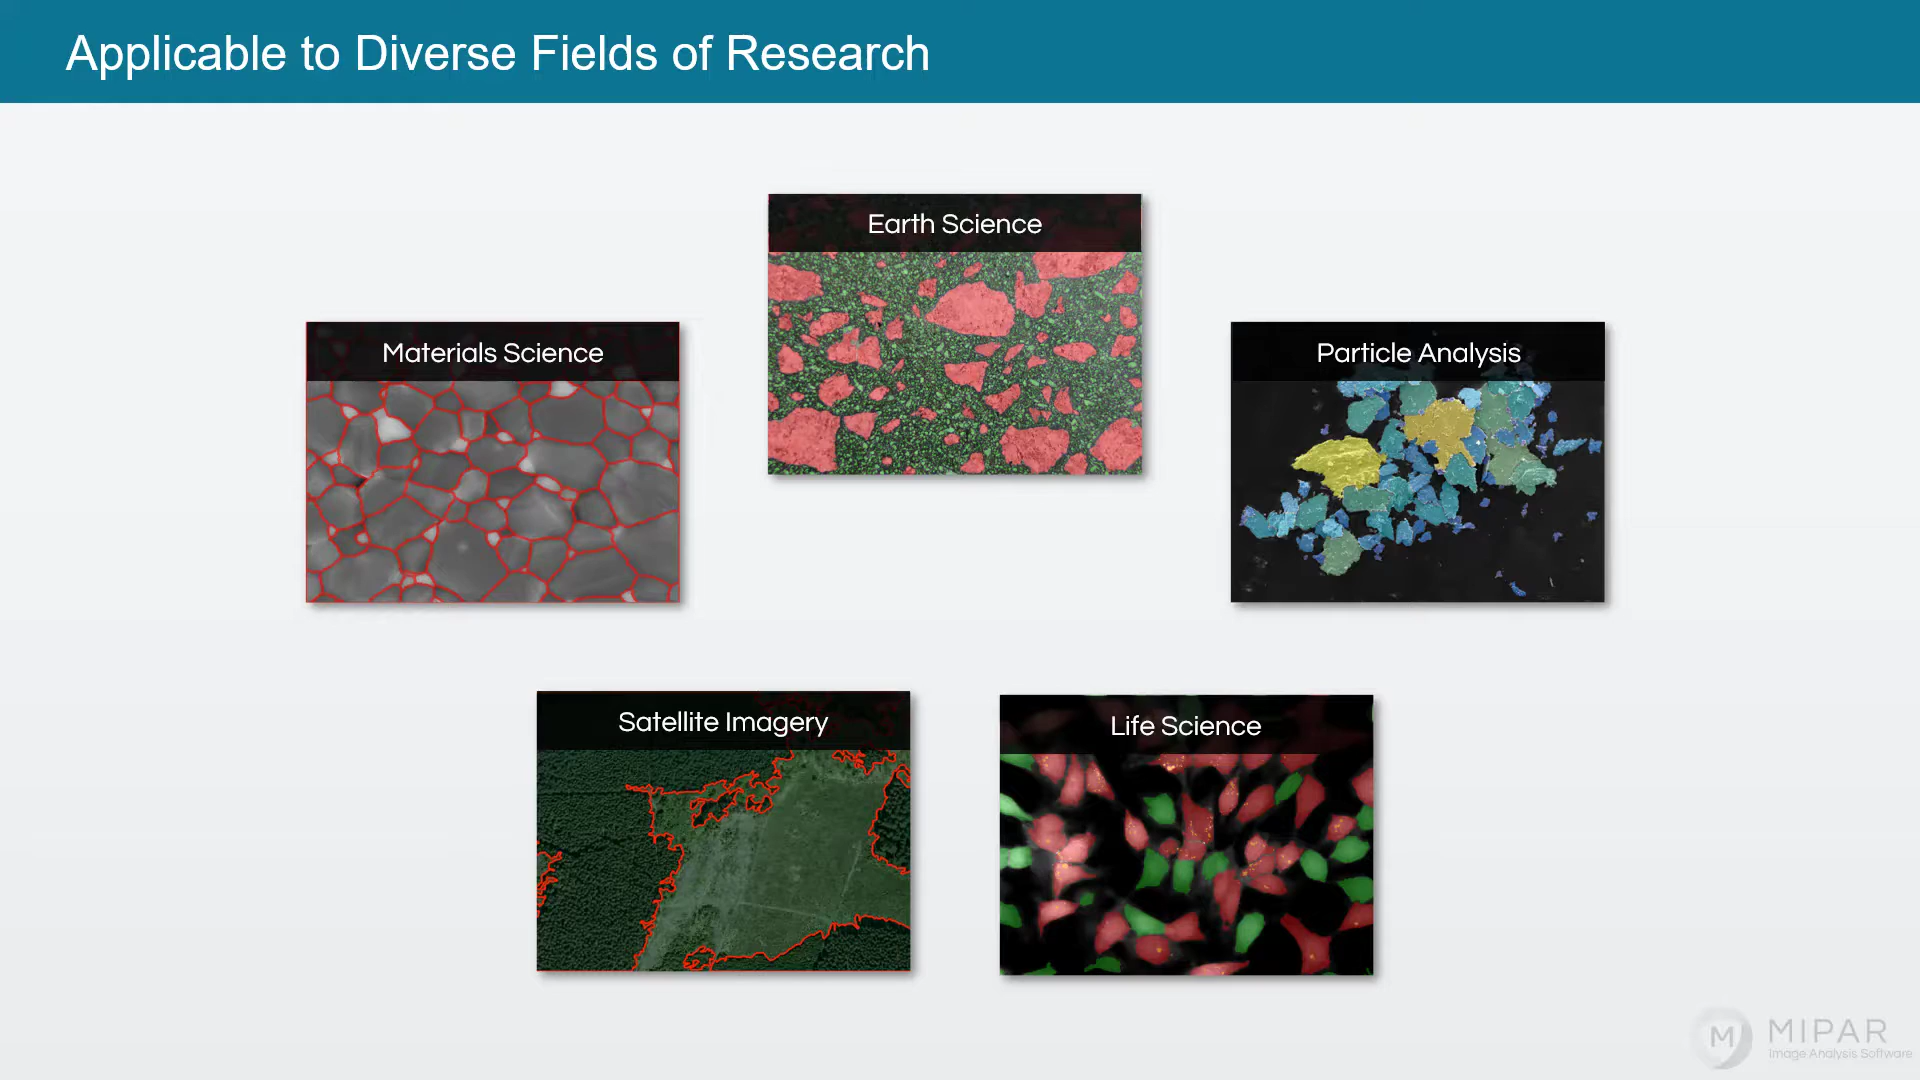 Applicable to Diverse Fields of Research
Earth Science
Materials Science
Particle Analysis
Satellite Imagery
Life Science
M
MIPAR
Image Analysis Software